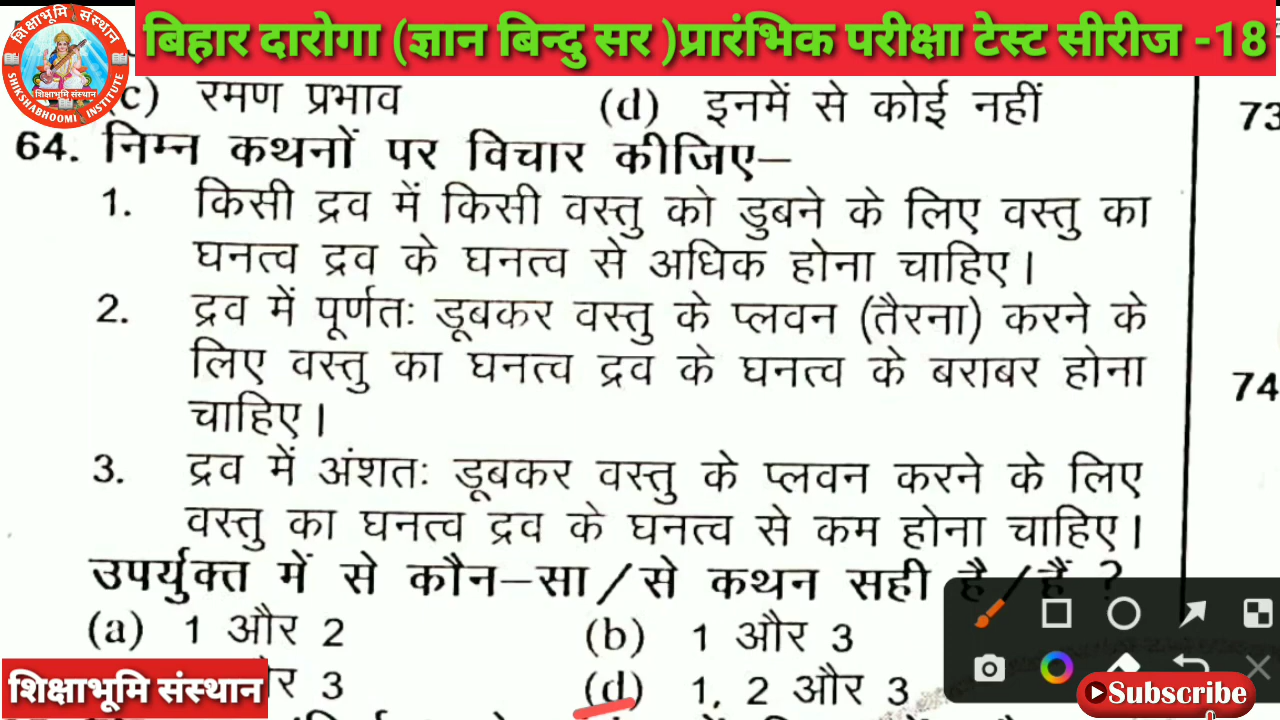 बिहार दारोगा (ज्ञान बिन्दु सर )प्रारंभिक परीक्षा टेस्ट सीरीज -18
शिक्षाभूमि संस्थान
शिक्षाभूमि संस्थान
SHIKSHABHOOMI INSTITUTE
(c) रमण प्रभाव (d) इनमें से कोई नहीं
73
64. निम्न कथनों पर विचार कीजिए–
1. किसी द्रव में किसी वस्तु को डुबने के लिए वस्तु का
घनत्व द्रव के घनत्व से अधिक होना चाहिए।
2. द्रव में पूर्णतः डूबकर वस्तु के प्लवन (तैरना) करने के
लिए वस्तु का घनत्व द्रव के घनत्व के बराबर होना
चाहिए।
74
3. द्रव में अंशतः डूबकर वस्तु के प्लवन करने के लिए
वस्तु का घनत्व द्रव के घनत्व से कम होना चाहिए।
उपर्युक्त में से कौन–सा/से कथन सही है/हैं ?
(a) 1 और 2 (b) 1 और 3
र 3 (d) 1, 2 और 3
शिक्षाभूमि संस्थान
Subscribe